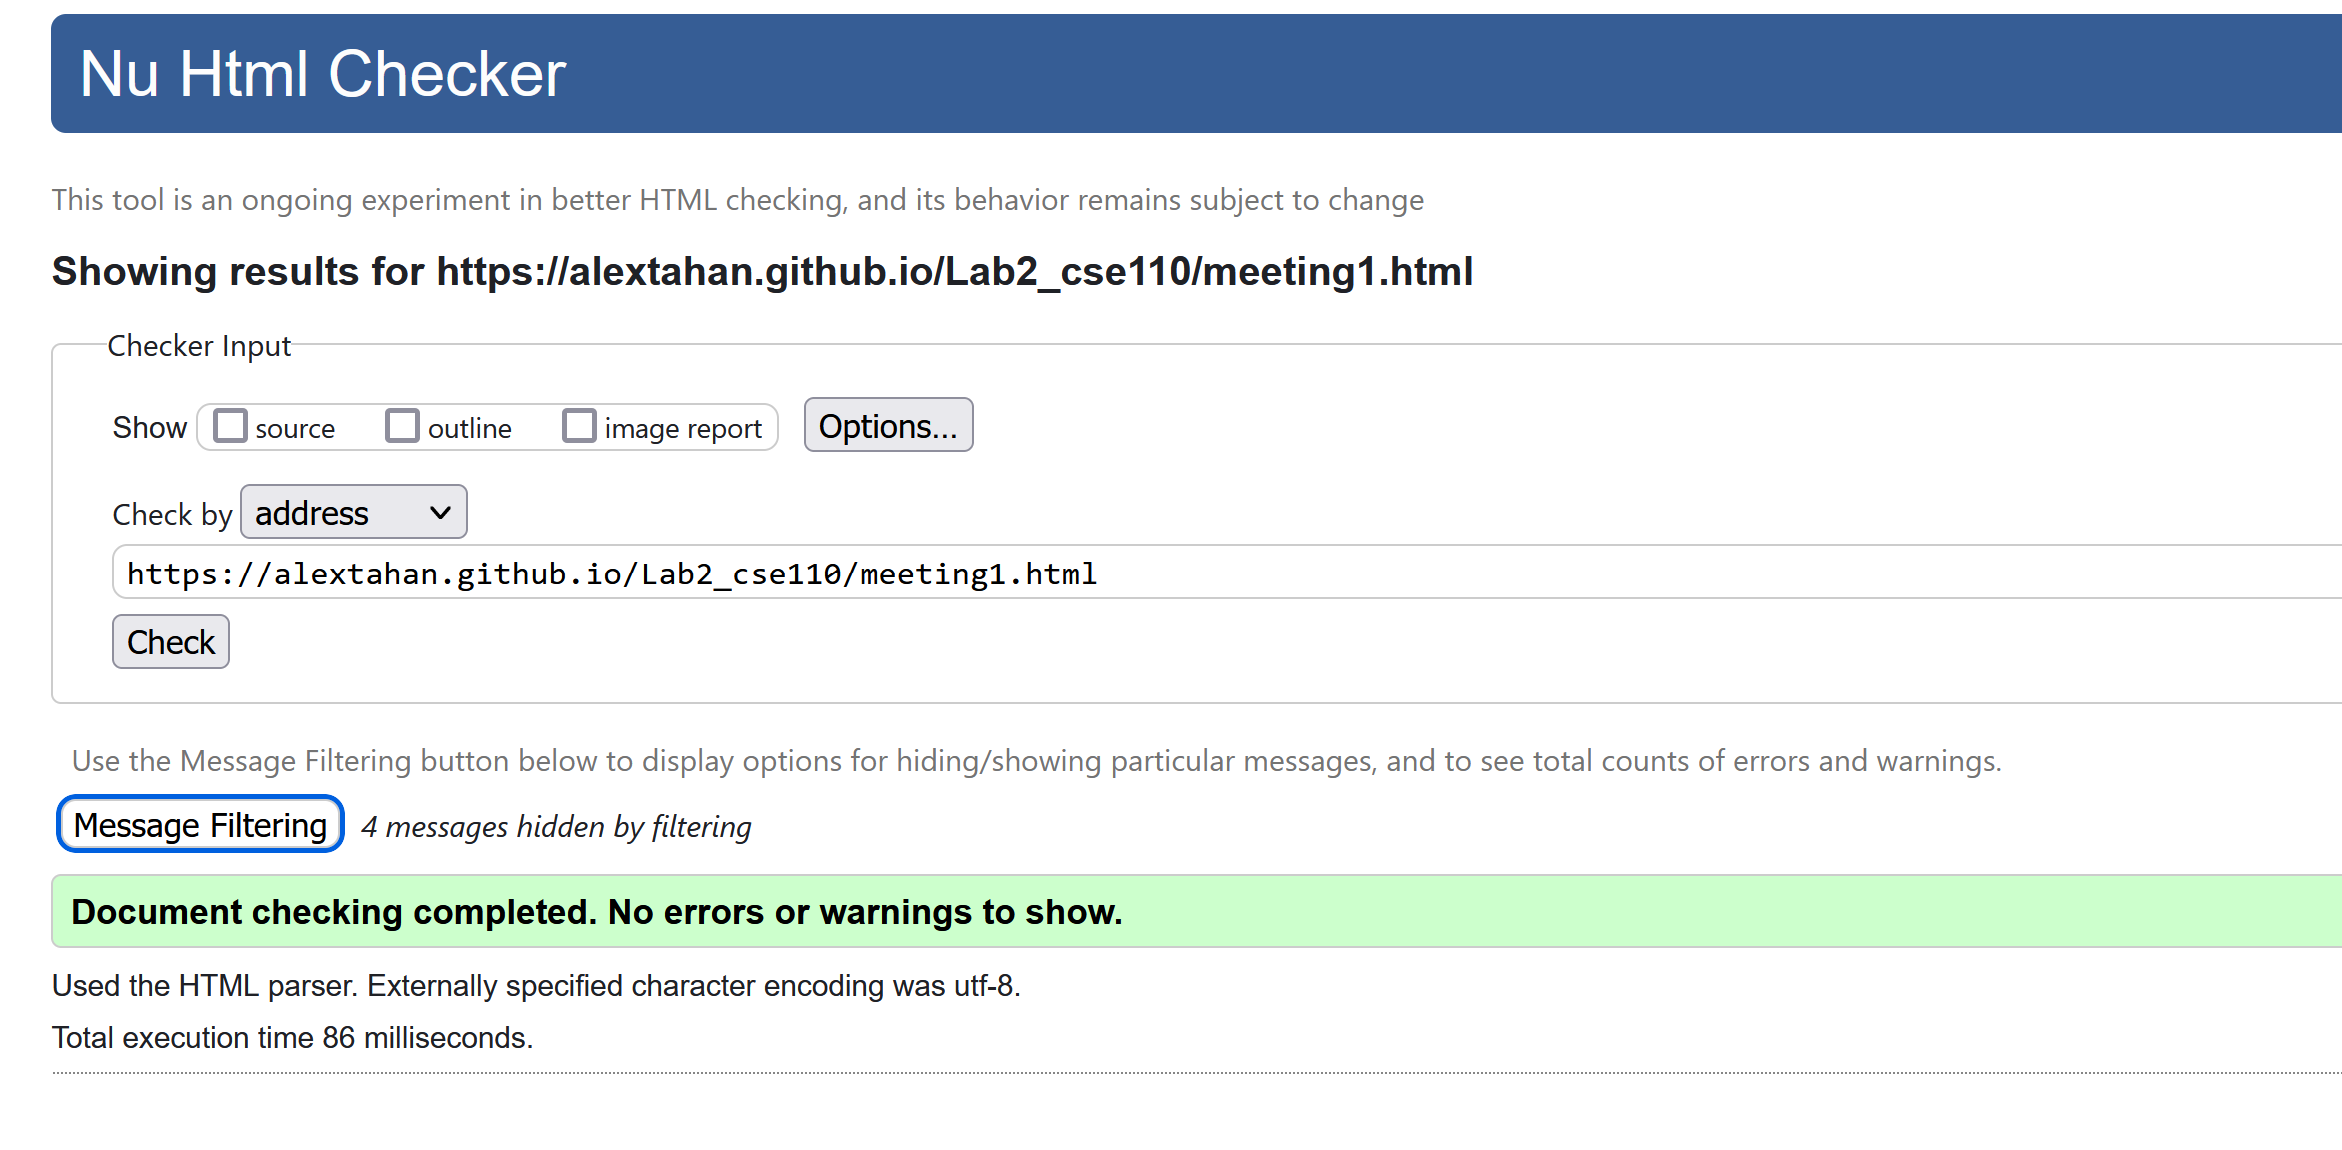 Nu Html Checker
This tool is an ongoing experiment in better HTML checking, and its behavior remains subject to change
Showing results for https://alextahan.github.io/Lab2_cse110/meeting1.html
Checker Input
Show source outline image report Options...
Check by address
https://alextahan.github.io/Lab2_cse110/meeting1.html
Check
Use the Message Filtering button below to display options for hiding/showing particular messages, and to see total counts of errors and warnings.
Message Filtering 4 messages hidden by filtering
Document checking completed. No errors or warnings to show.
Used the HTML parser. Externally specified character encoding was utf-8.
Total execution time 86 milliseconds.